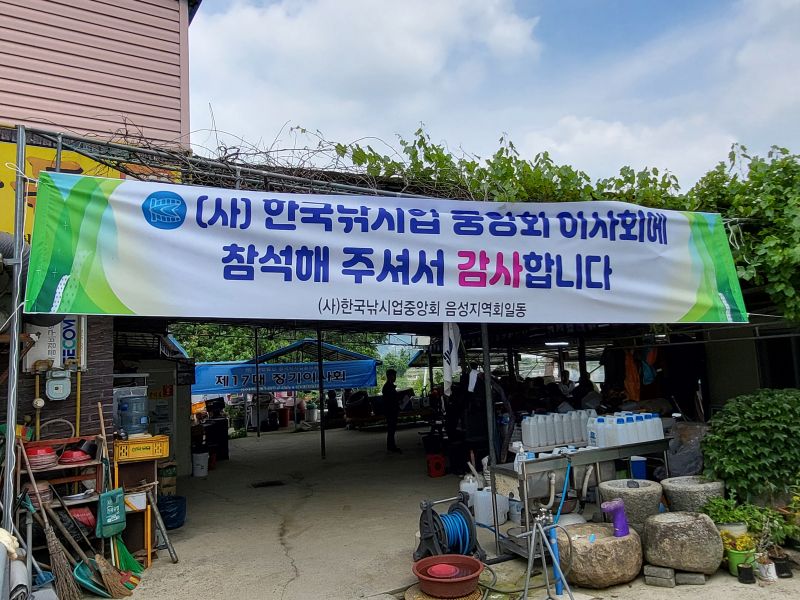 (사) 한국낚시업 중앙회 이사회에
참석해 주셔서 감사합니다
(사)한국낚시업중앙회 음성지역회일동
제17대 정기이사회